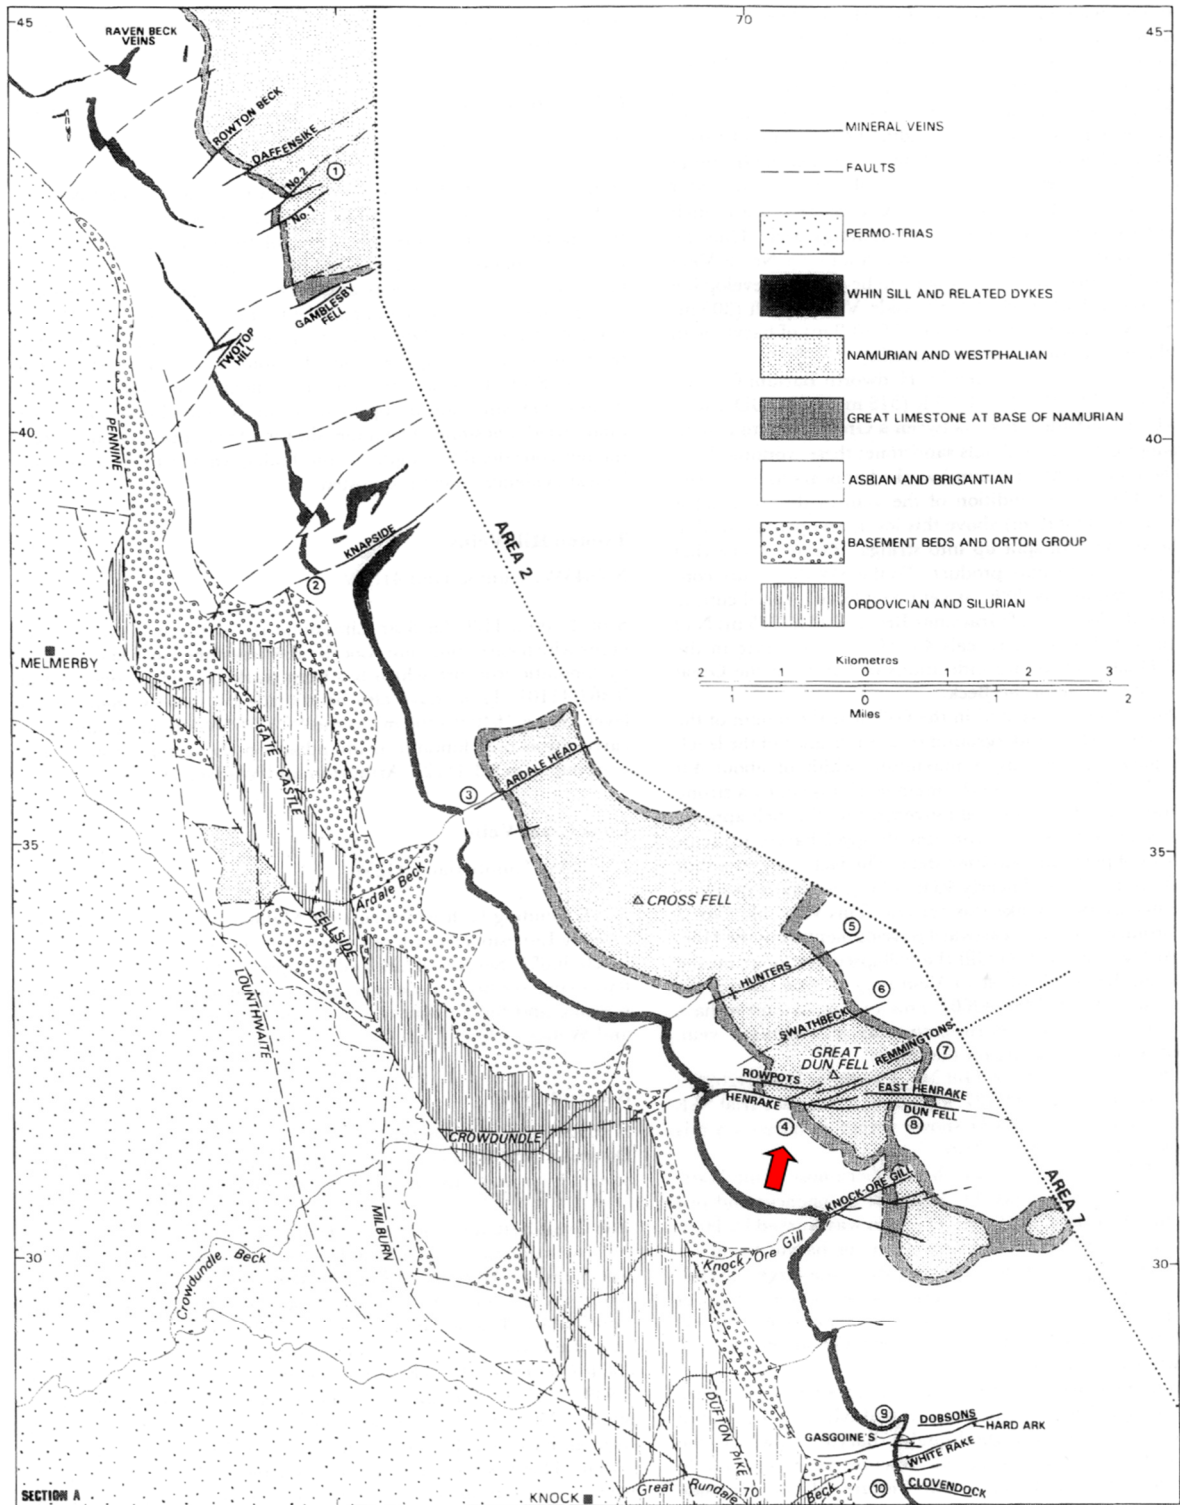 45
70
45
RAVEN BECK
VEINS
ROWTON BECK
DAFFENSIKE
No. 2
1
No. 1
GAMBLESBY
FELL
TWOTOP
HILL
MINERAL VEINS
FAULTS
PERMO-TRIAS
WHIN SILL AND RELATED DYKES
NAMURIAN AND WESTPHALIAN
GREAT LIMESTONE AT BASE OF NAMURIAN
ASBIAN AND BRIGANTIAN
BASEMENT BEDS AND ORTON GROUP
ORDOVICIAN AND SILURIAN
2 1 Kilometres 0 1 2 3
1 0 1 2
Miles
40
40
PENNINE
KNAPSIDE
AREA 2
2
MELMERBY
GATE CASTLE
ARDALE HEAD
3
35
35
Ardale Beck
CROSS FELL
FELLSIDE
LOUNTHWAITE
5
HUNTERS
6
SWATHBECK
GREAT
DUN FELL
REMMINGTONS
7
ROWPOTS
EAST HENRAKE
HENRAKE
DUN FELL
4
8
CROWDUNDLE
AREA 7
KNOCK-ORE GILL
MILBURN
Knock Ore Gill
30
30
Crowdundle Beck
DUFTON PIKE
9
DOBSONS
HARD ARK
GASGOINE'S
WHITE RAKE
10
CLOVENDOCK
Great Rundale Beck
70
KNOCK
SECTION A